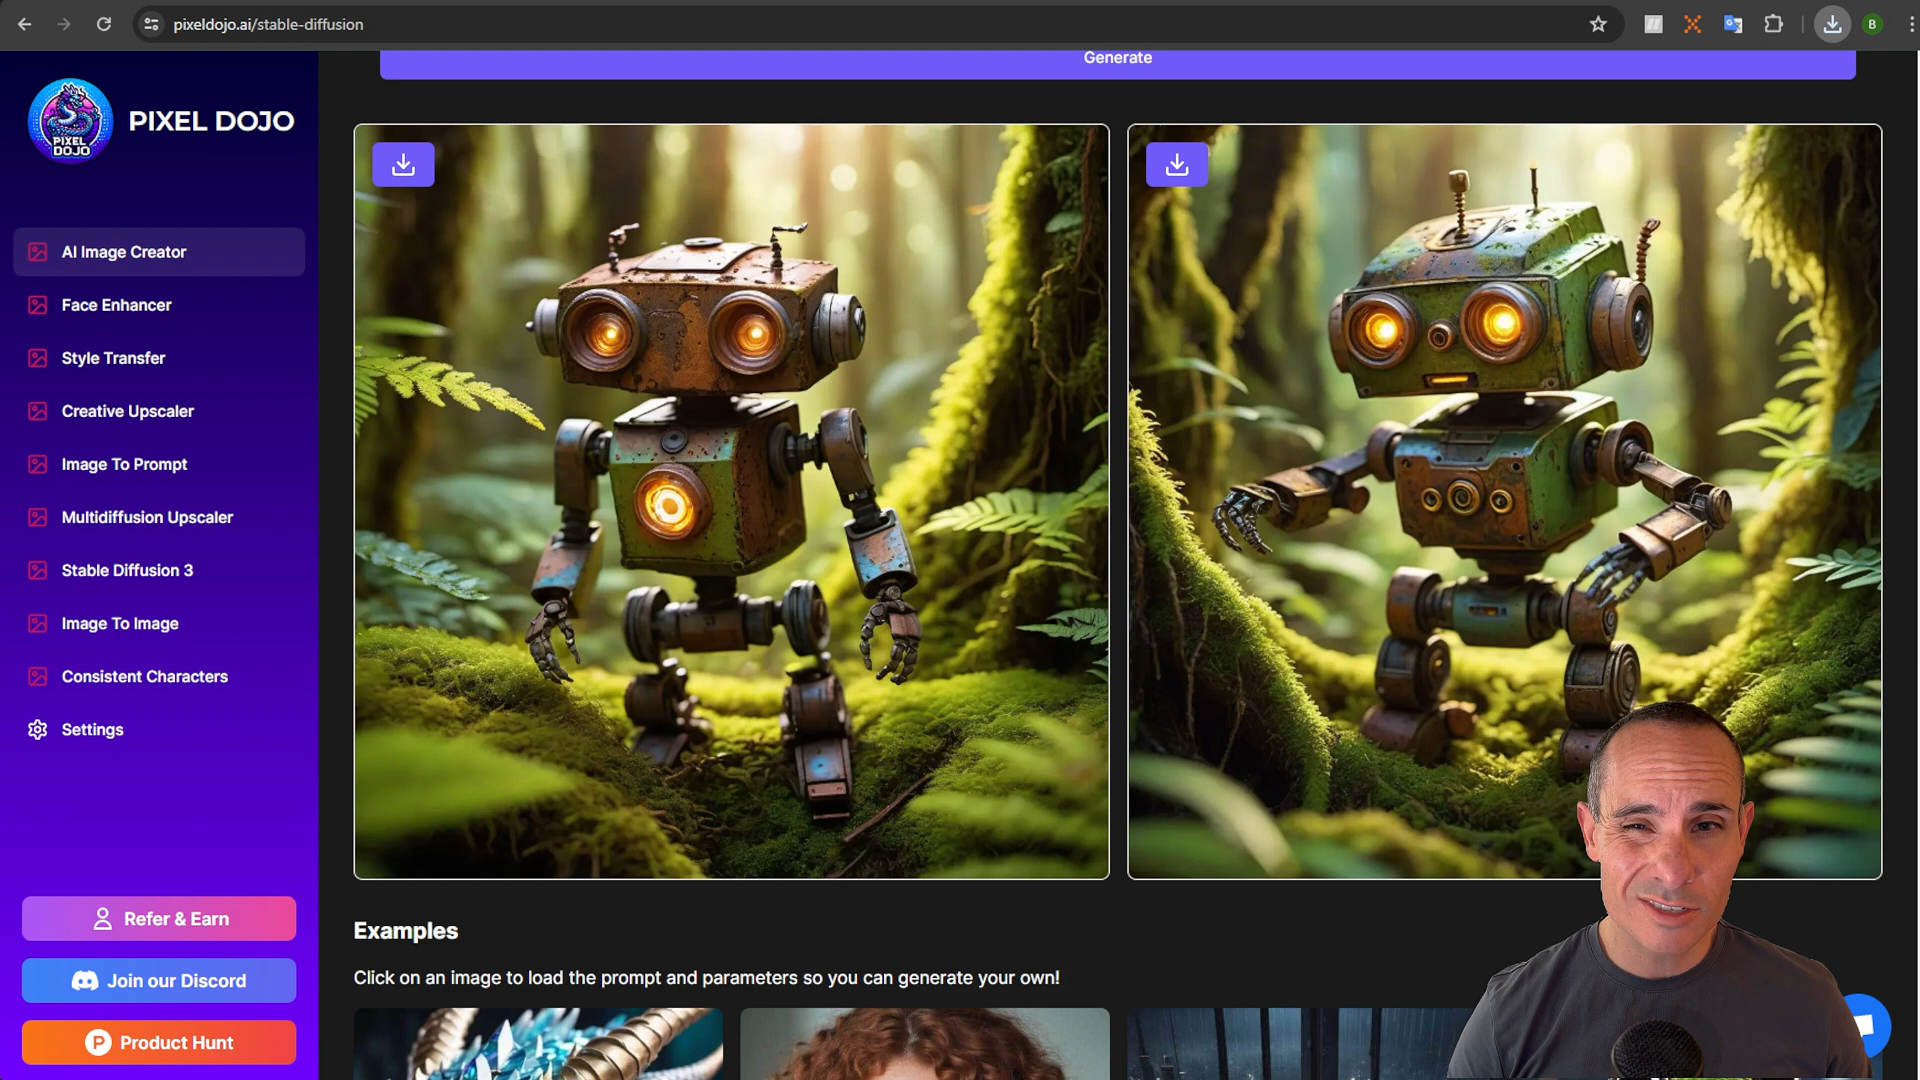 pixeldojo.ai/stable-diffusion
B
PIXEL DOJO
PIXEL
DOJO
AI Image Creator
Face Enhancer
Style Transfer
Creative Upscaler
Image To Prompt
Multidiffusion Upscaler
Stable Diffusion 3
Image To Image
Consistent Characters
Settings
Refer & Earn
Join our Discord
P Product Hunt
Generate
Examples
Click on an image to load the prompt and parameters so you can generate your own!